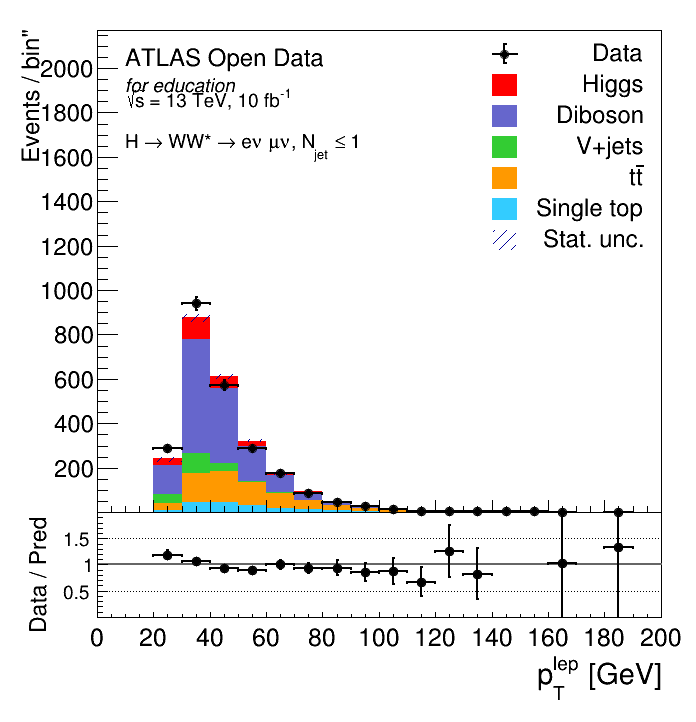 Events / bin"
2000
1800
1600
1400
1200
1000
800
600
400
200
ATLAS Open Data
for education
√s = 13 TeV, 10 fb-1
H → WW* → eν μν, Njet ≤ 1
Data
Higgs
Diboson
V+jets
tt̄
Single top
Stat. unc.
Data / Pred
1.5
1
0.5
0 20 40 60 80 100 120 140 160 180 200
pTlep [GeV]